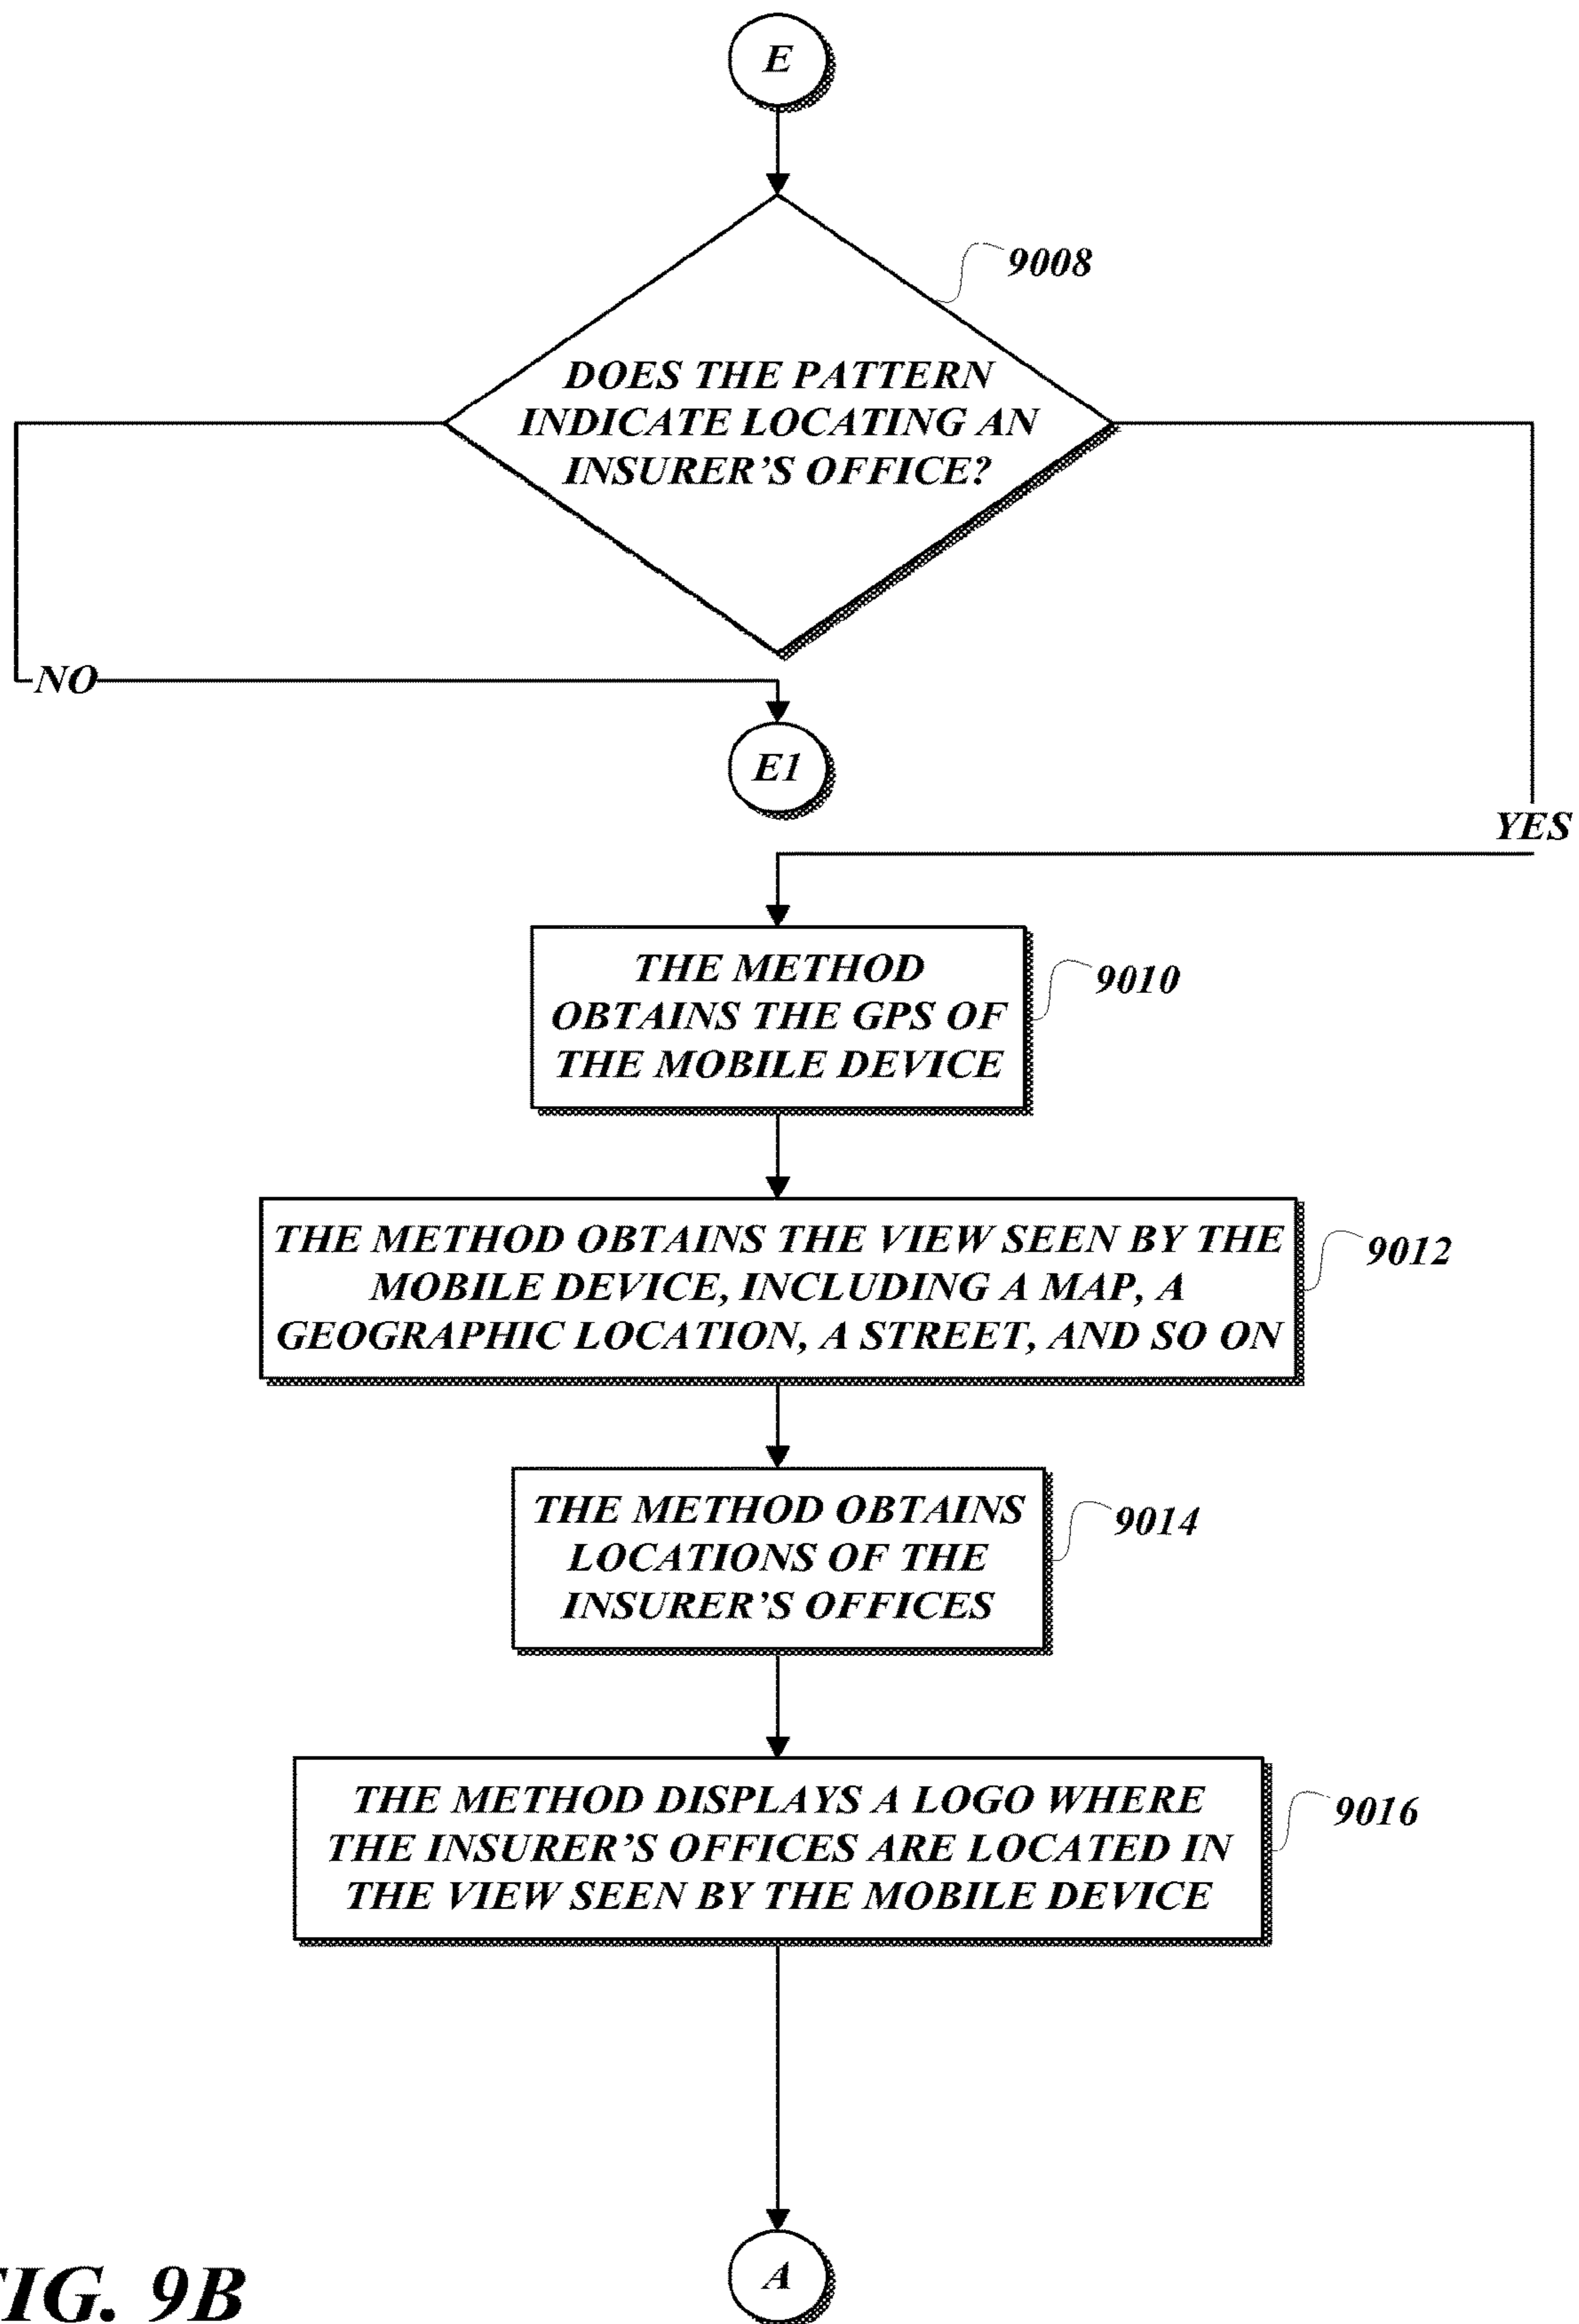 E
9008
DOES THE PATTERN
INDICATE LOCATING AN
INSURER'S OFFICE?
NO
E1
YES
THE METHOD
OBTAINS THE GPS OF
THE MOBILE DEVICE
9010
THE METHOD OBTAINS THE VIEW SEEN BY THE
MOBILE DEVICE, INCLUDING A MAP, A
GEOGRAPHIC LOCATION, A STREET, AND SO ON
9012
THE METHOD OBTAINS
LOCATIONS OF THE
INSURER'S OFFICES
9014
THE METHOD DISPLAYS A LOGO WHERE
THE INSURER'S OFFICES ARE LOCATED IN
THE VIEW SEEN BY THE MOBILE DEVICE
9016
A
FIG. 9B